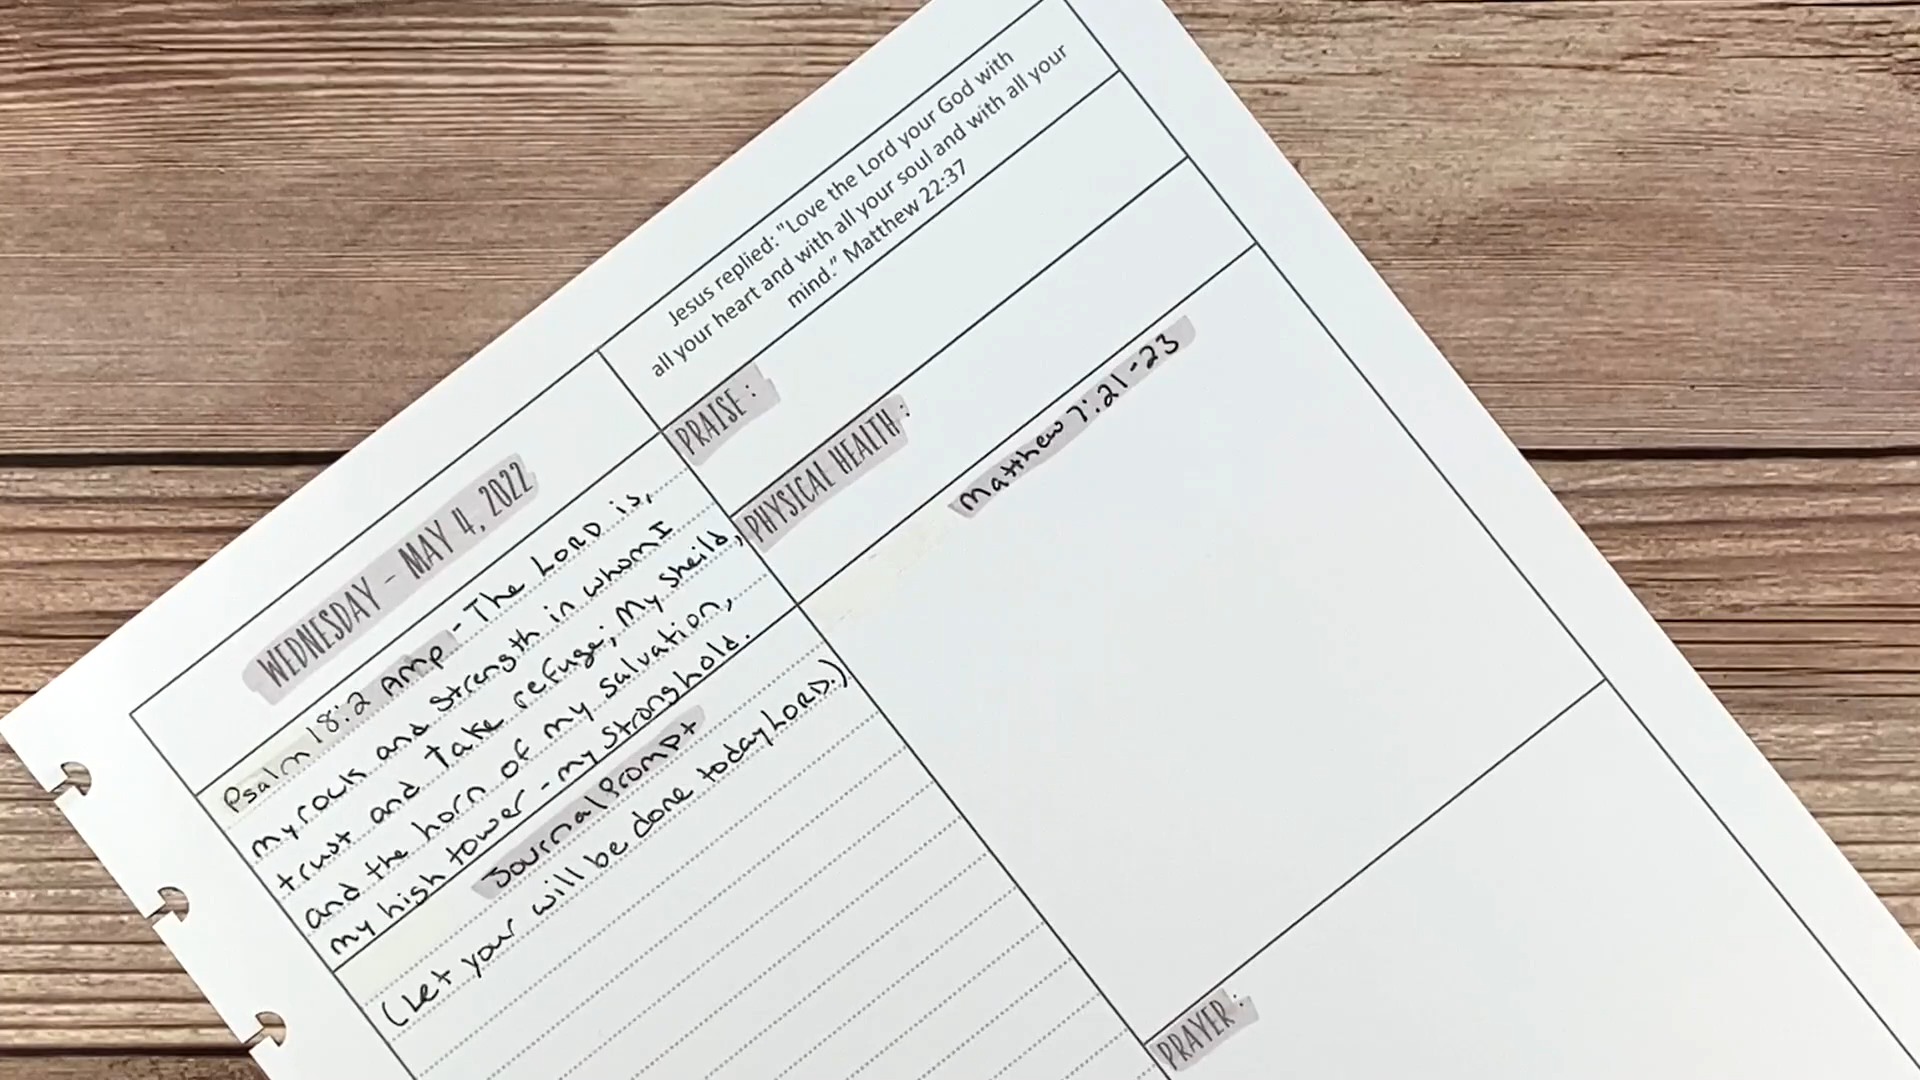 Jesus replied: "Love the Lord your God with
all your heart and with all your soul and with all your
mind." Matthew 22:37
WEDNESDAY - MAY 4, 2022
Psalm 18:2 AMP - The LORD is,
my rock and strength in whom I
trust and take refuge; My sheild,
and the horn of my salvation,
my high tower - my stronghold.
Journal Prompt
(Let your will be done today LORD.)
PRAISE:
PHYSICAL HEALTH:
Matthew 7:21-23
PRAYER: